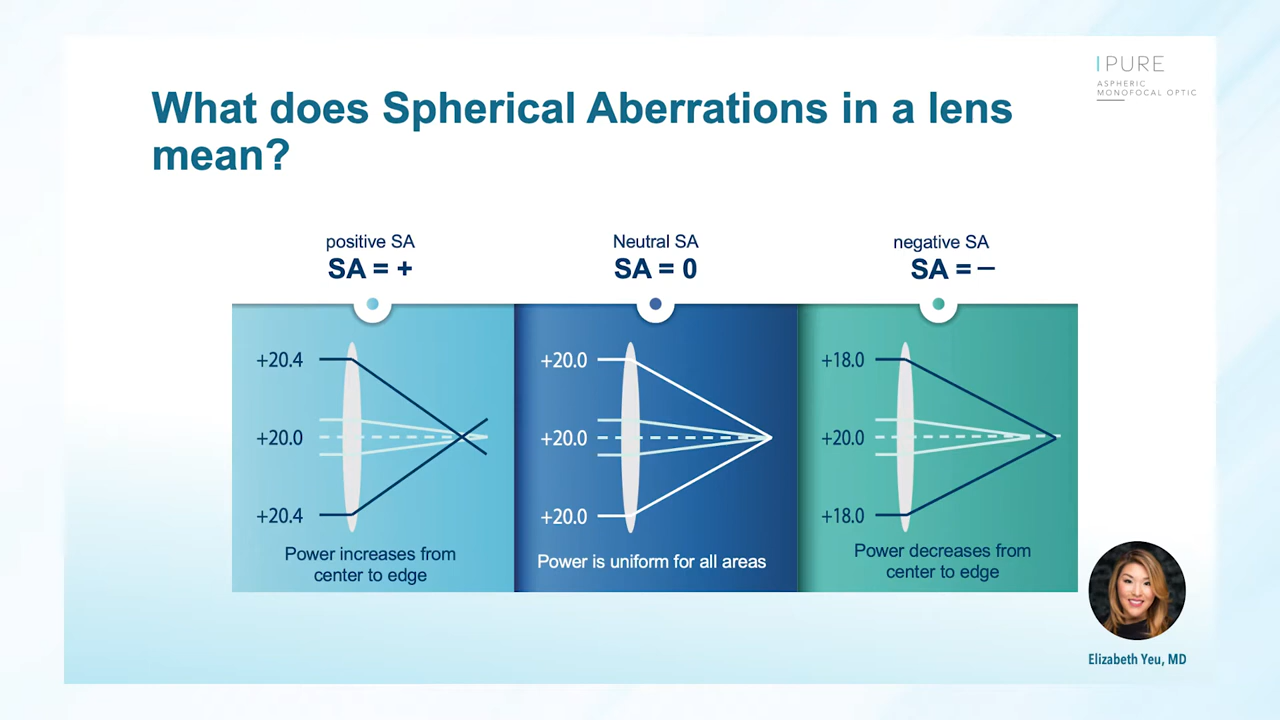 IPURE
ASPHERIC
MONOFOCAL OPTIC
What does Spherical Aberrations in a lens
mean?
positive SA
SA = +
Neutral SA
SA = 0
negative SA
SA = −
+20.4
+20.0
+20.4
Power increases from
center to edge
+20.0
+20.0
+20.0
Power is uniform for all areas
+18.0
+20.0
+18.0
Power decreases from
center to edge
Elizabeth Yeu, MD